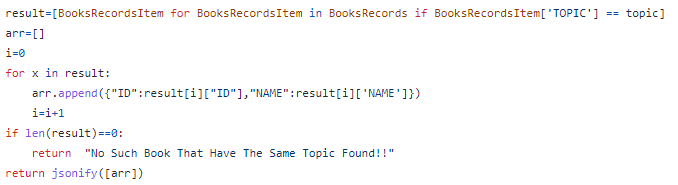 result=[BooksRecordsItem for BooksRecordsItem in BooksRecords if BooksRecordsItem['TOPIC'] == topic]
arr=[]
i=0
for x in result:
    arr.append({"ID":result[i]["ID"],"NAME":result[i]['NAME']})
    i=i+1
if len(result)==0:
    return  "No Such Book That Have The Same Topic Found!!"
return jsonify([arr])